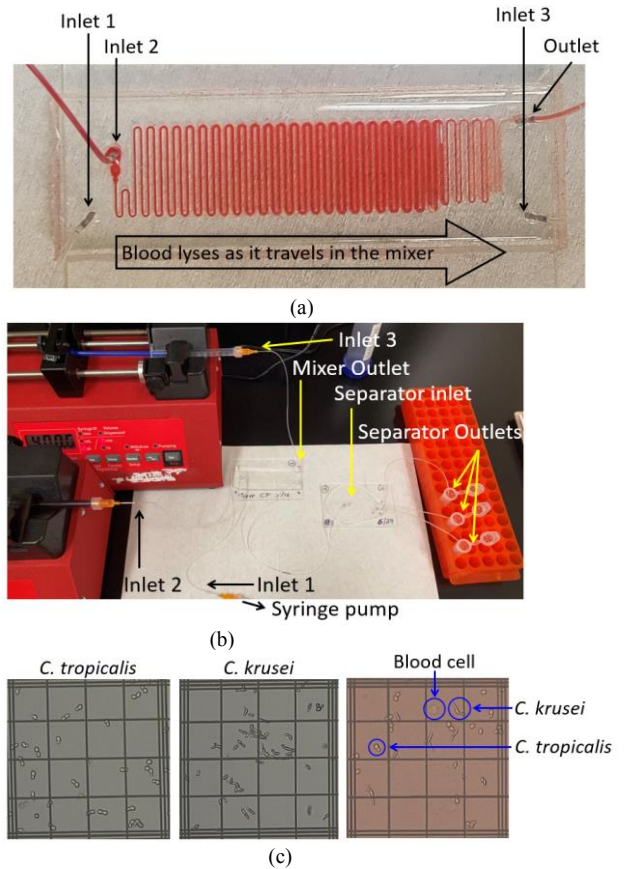 Inlet 1
Inlet 2
Inlet 3
Outlet
Blood lyses as it travels in the mixer
(a)
Inlet 3
Mixer Outlet
Separator inlet
Separator Outlets
Inlet 2
Inlet 1
Syringe pump
(b)
C. tropicalis
C. krusei
Blood cell
C. krusei
C. tropicalis
(c)